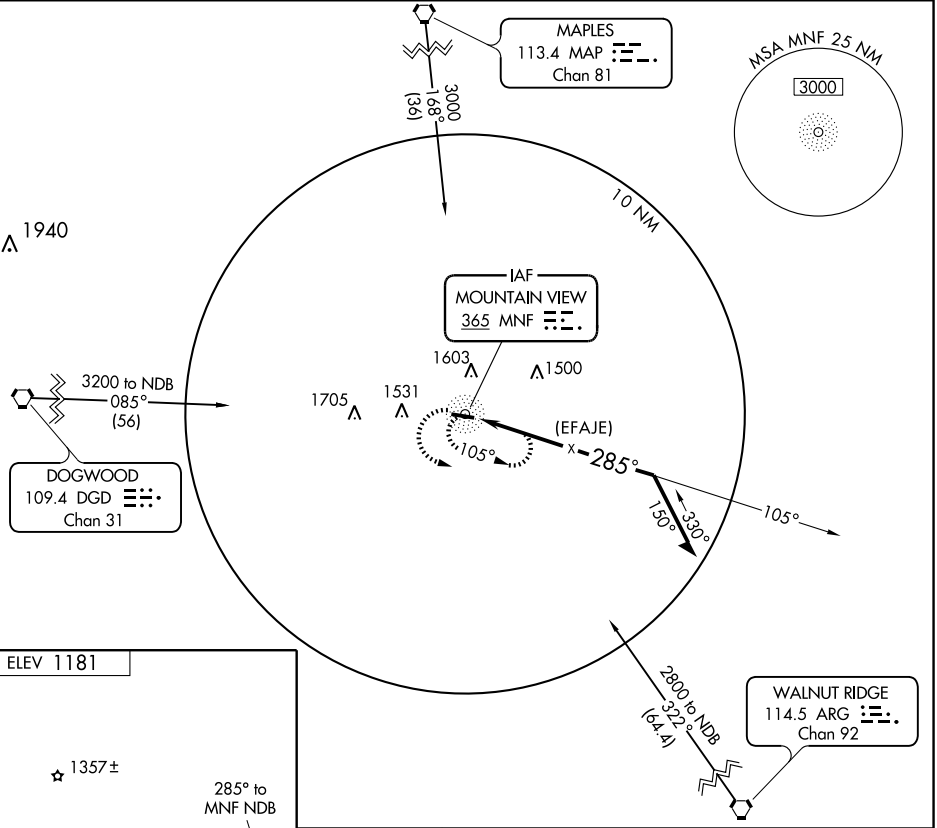 MAPLES
113.4 MAP
Chan 81
MSA MNF 25 NM
3000
3000
168°
(36)
10 NM
1940
IAF
MOUNTAIN VIEW
365 MNF
1603
1500
3200 to NDB
085°
(56)
1705
1531
(EFAJE)
x
285°
105°
105°
DOGWOOD
109.4 DGD
Chan 31
150°
330°
ELEV 1181
2800 to NDB
322°
(64.4)
WALNUT RIDGE
114.5 ARG
Chan 92
1357±
285° to
MNF NDB